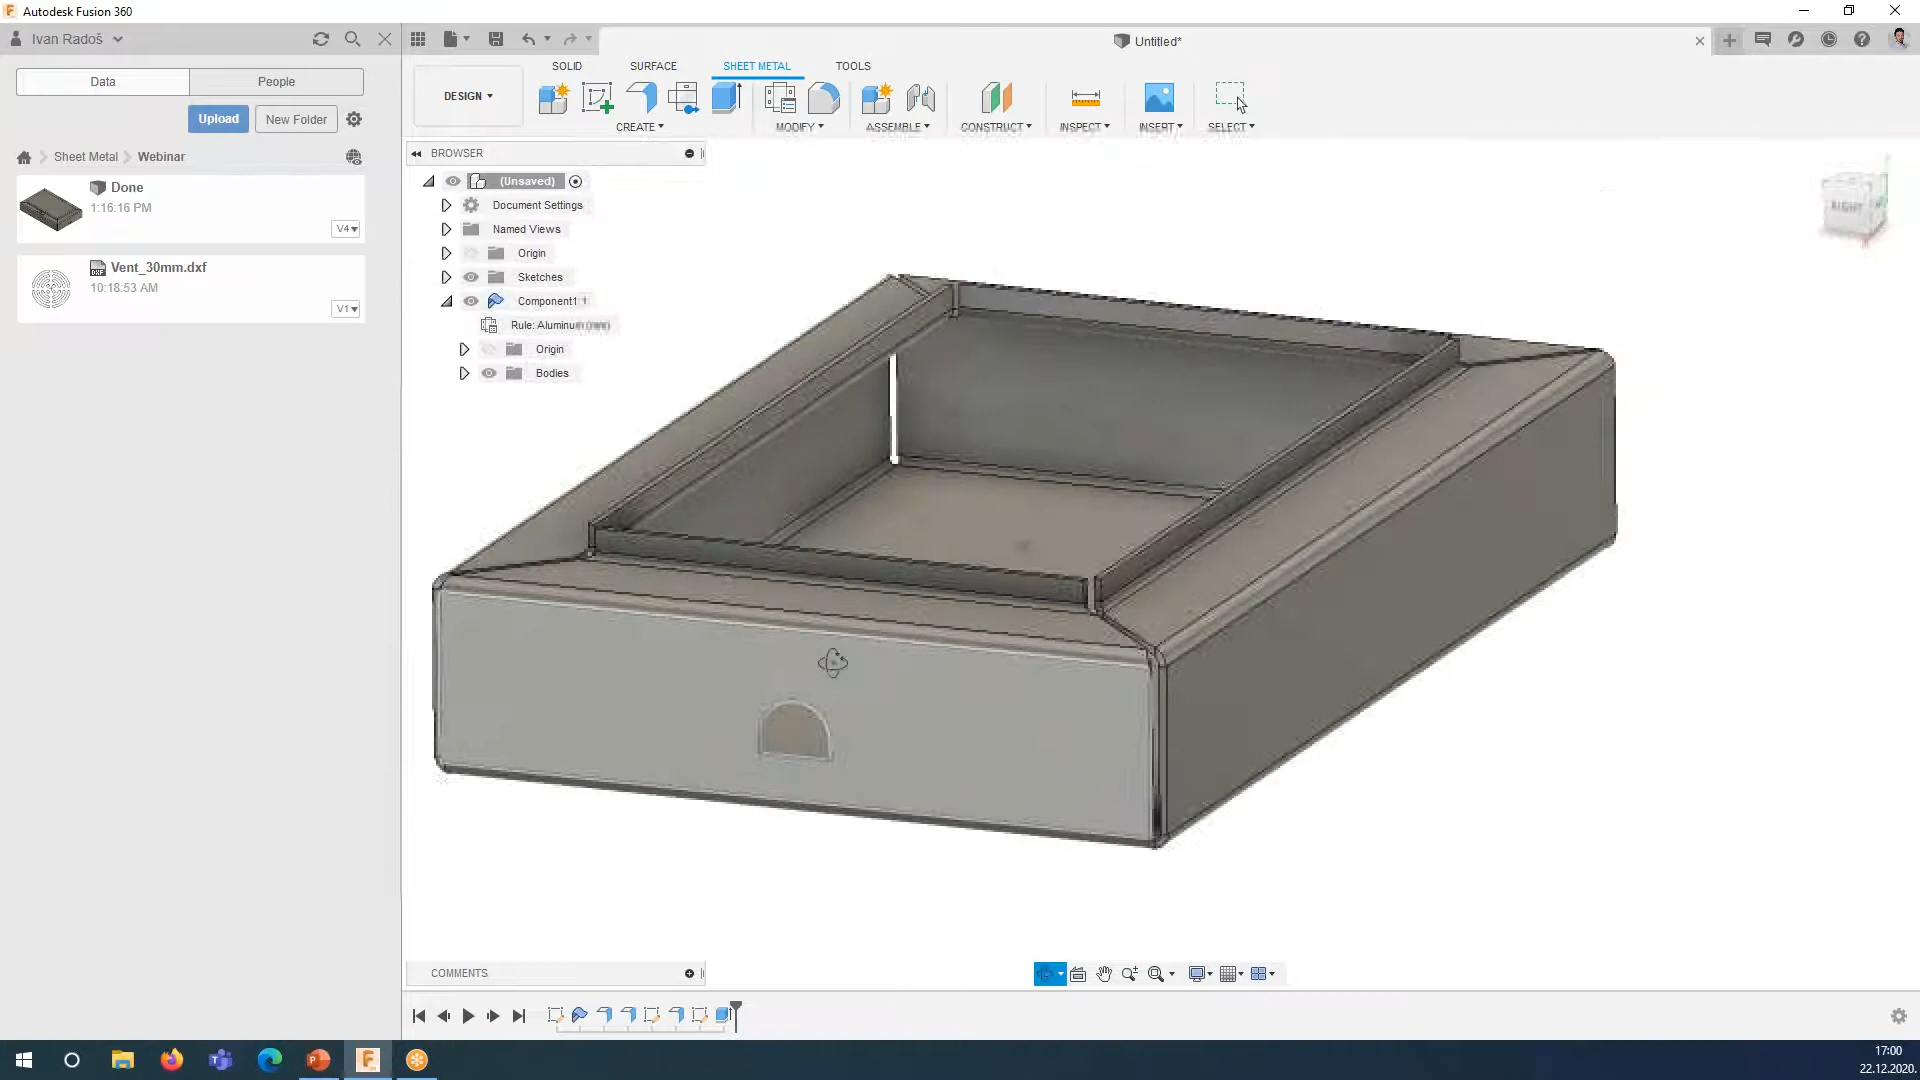 Autodesk Fusion 360
Ivan Radoš
Untitled*
Data
People
Upload
New Folder
Sheet Metal
Webinar
Done
1:16:16 PM
V4
Vent_30mm.dxf
10:18:53 AM
V1
DESIGN
SOLID
SURFACE
SHEET METAL
TOOLS
CREATE
MODIFY
ASSEMBLE
CONSTRUCT
INSPECT
INSERT
SELECT
BROWSER
(Unsaved)
Document Settings
Named Views
Origin
Sketches
Component1
Rule: Aluminum (mm)
Origin
Bodies
RIGHT
COMMENTS
17:00
22.12.2020.